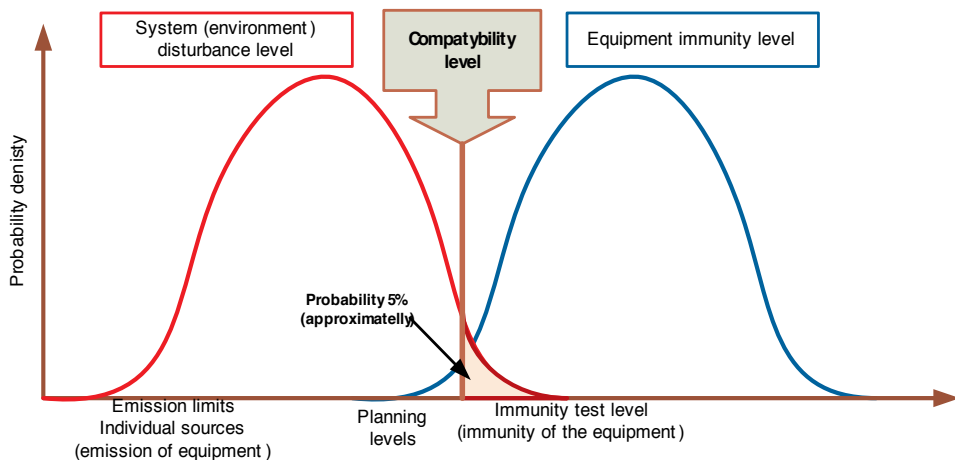 System (environment)
disturbance level
Compatybility
level
Equipment immunity level
Probability denisty
Probability 5%
(approximatelly)
Emission limits
Individual sources
(emission of equipment)
Planning
levels
Immunity test level
(immunity of the equipment)